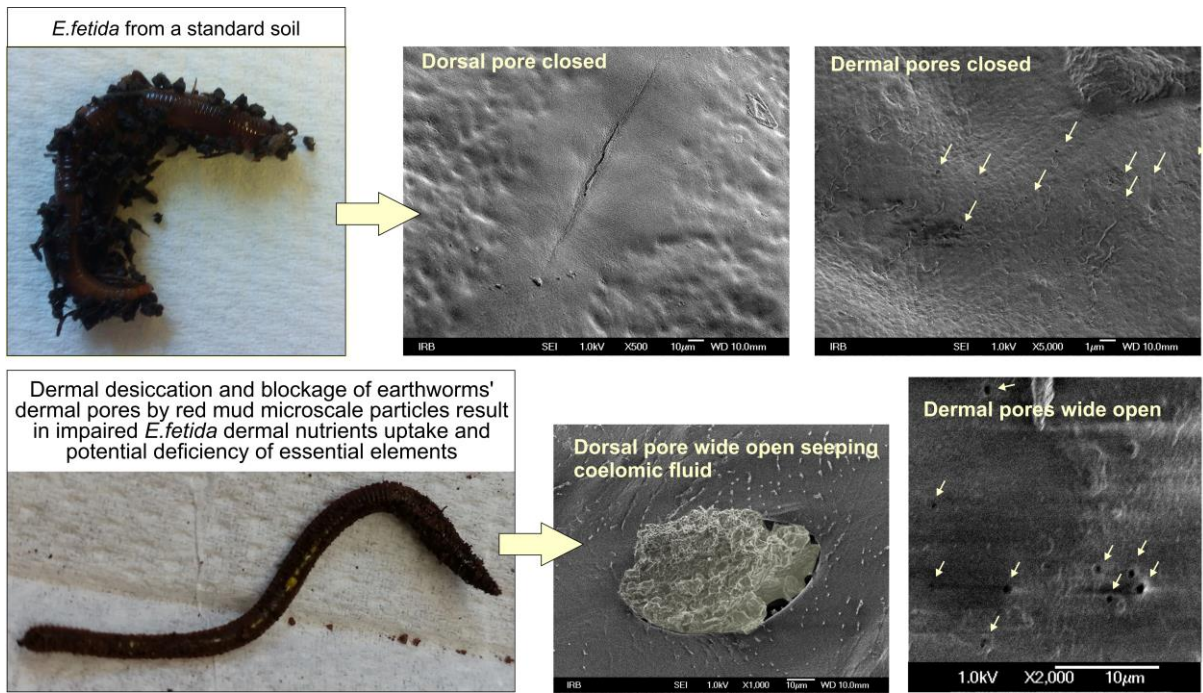 E.fetida from a standard soil
Dorsal pore closed
IRB SEI 1.0kV X500 10µm WD 10.0mm
Dermal pores closed
IRB SEI 1.0kV X5,000 1µm WD 10.0mm
Dermal desiccation and blockage of earthworms'
dermal pores by red mud microscale particles result
in impaired E.fetida dermal nutrients uptake and
potential deficiency of essential elements
Dorsal pore wide open seeping
coelomic fluid
IRB SEI 1.0kV X1,000 10µm WD 10.0mm
Dermal pores wide open
1.0kV X2,000 10µm